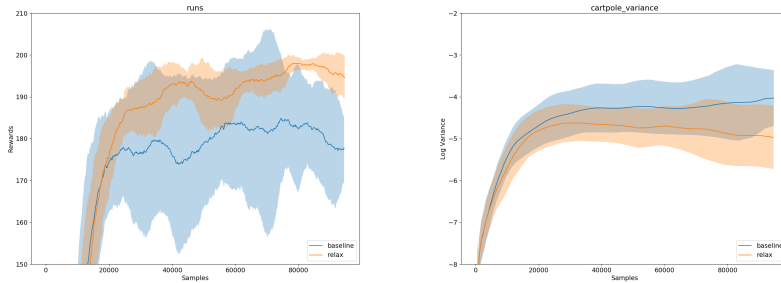 runs
210
200
190
180
170
160
150
Rewards
0
20000
40000
60000
80000
Samples
baseline
relax
cartpole_variance
−2
−3
−4
−5
−6
−7
−8
Log Variance
0
20000
40000
60000
80000
Samples
baseline
relax